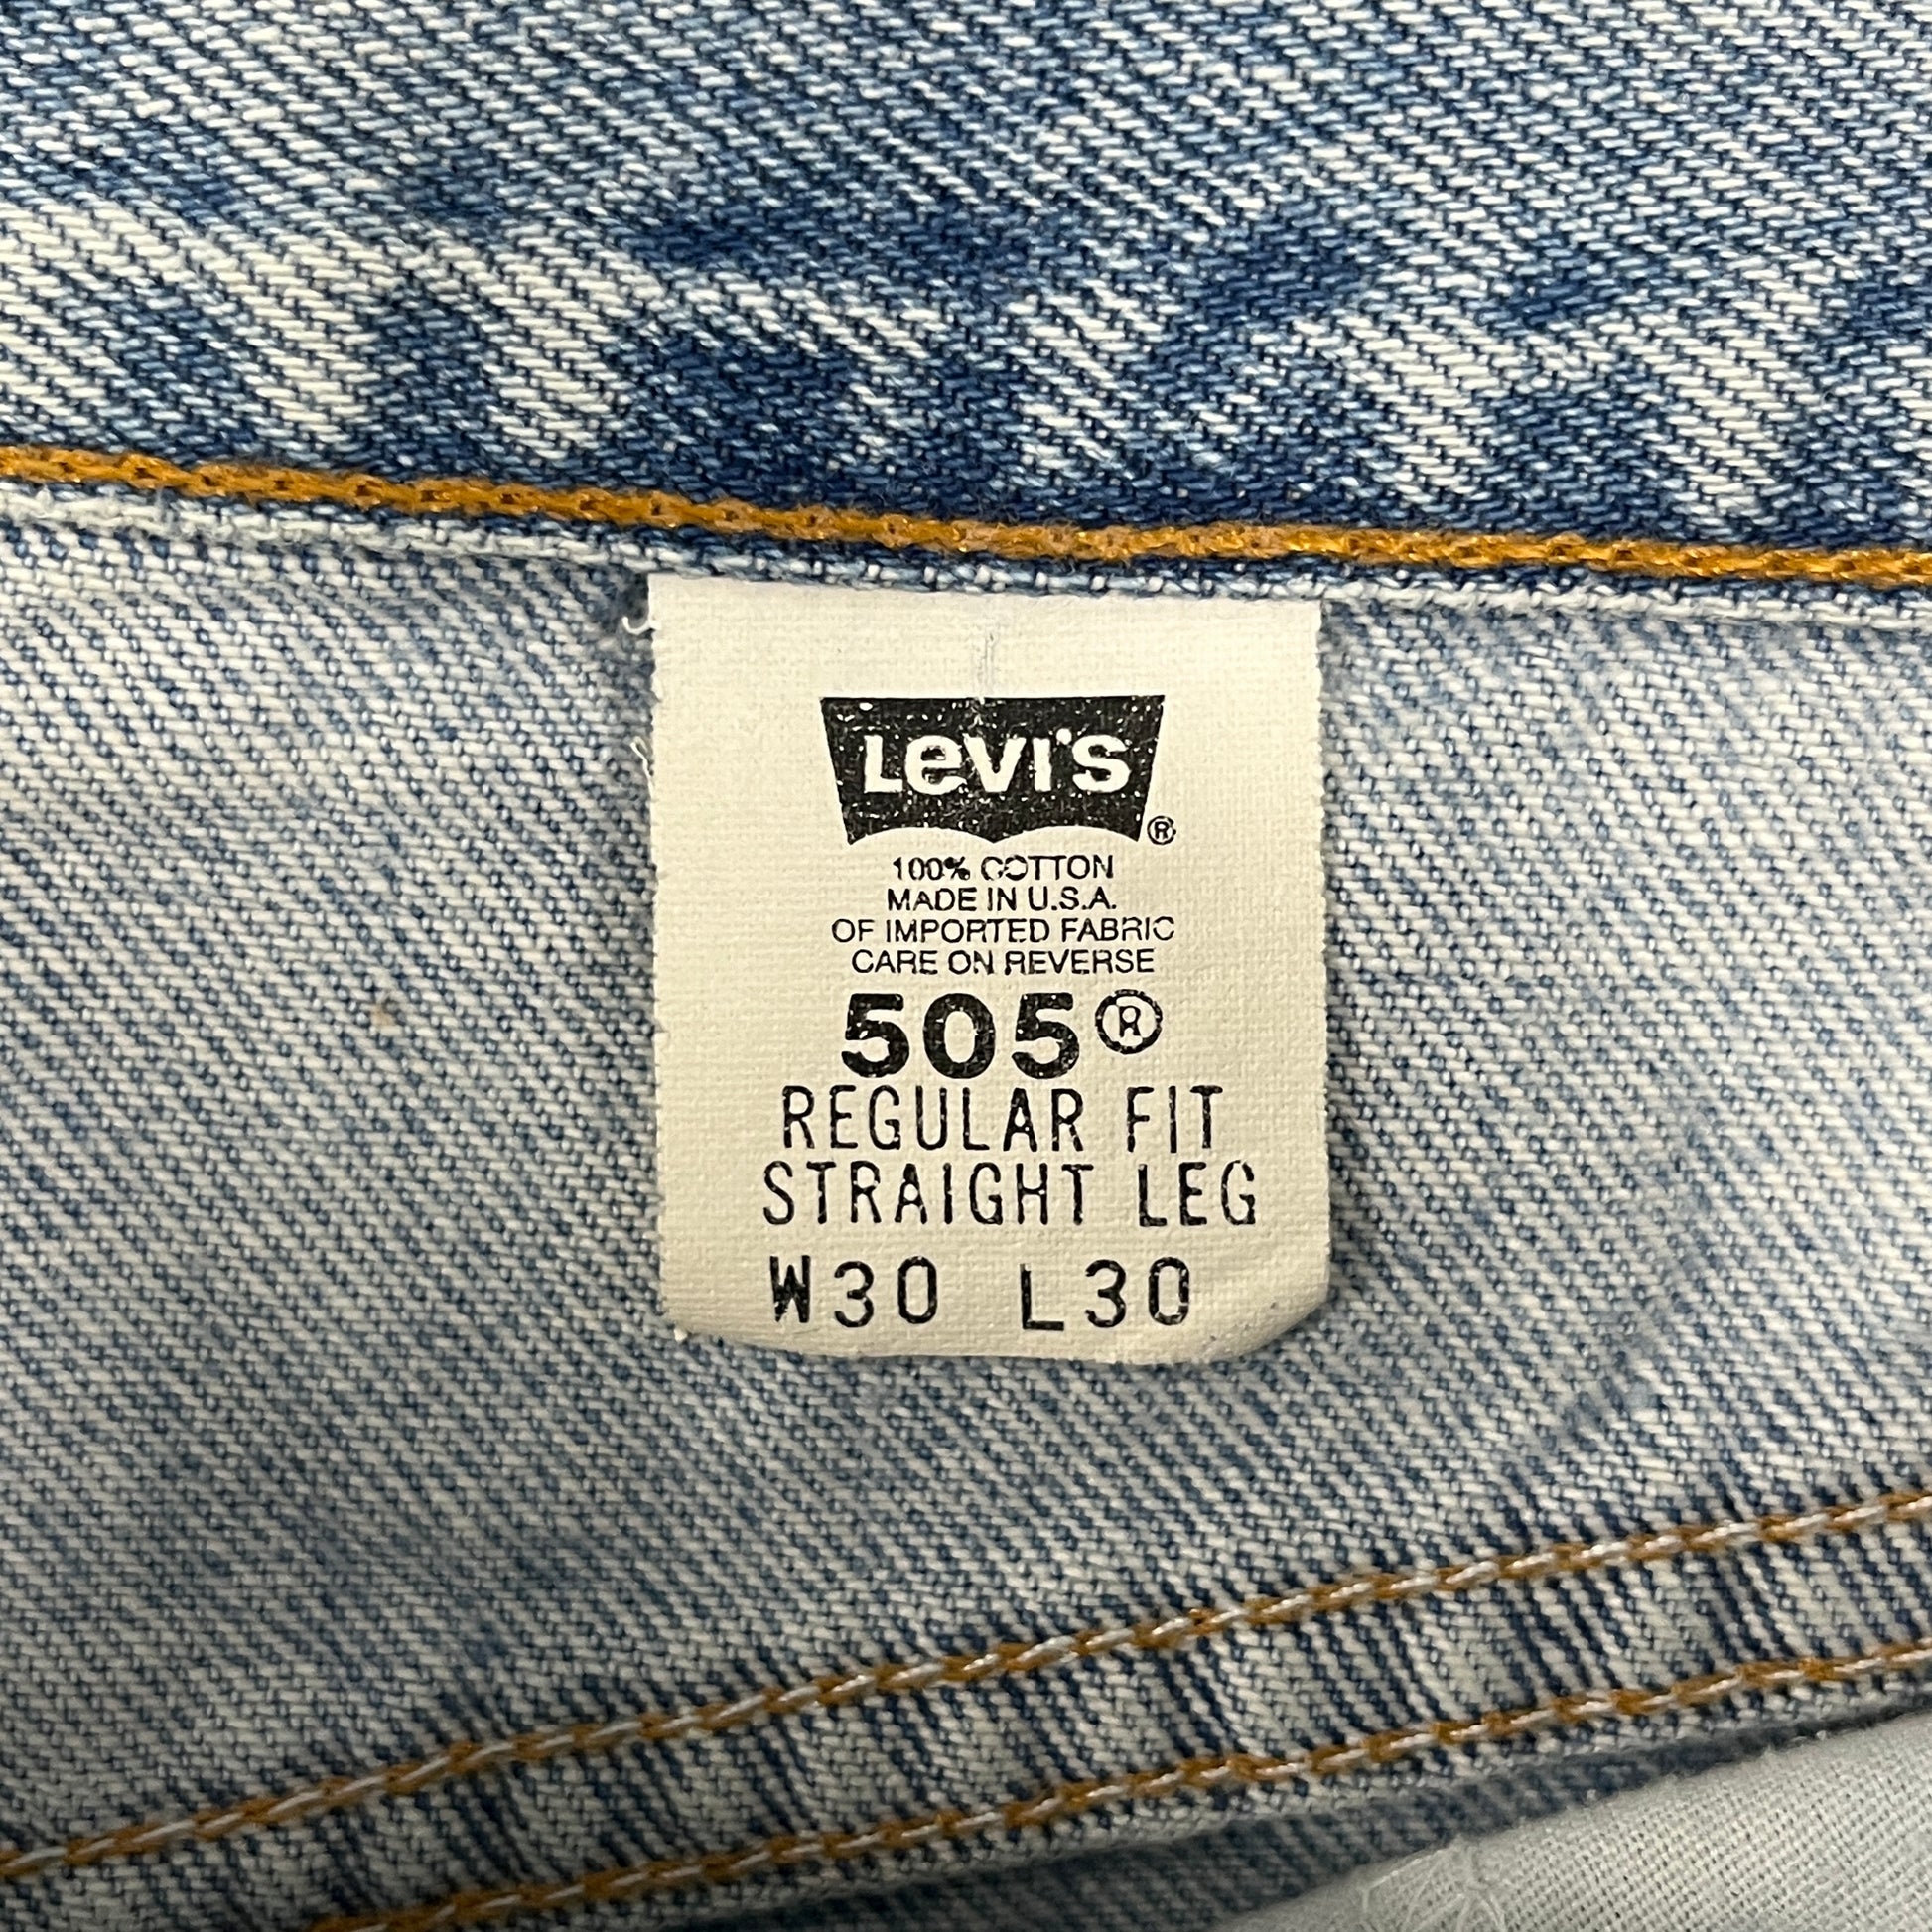 Levi's ®
100% COTTON
MADE IN U.S.A.
OF IMPORTED FABRIC
CARE ON REVERSE
505®
REGULAR FIT
STRAIGHT LEG
W30 L30